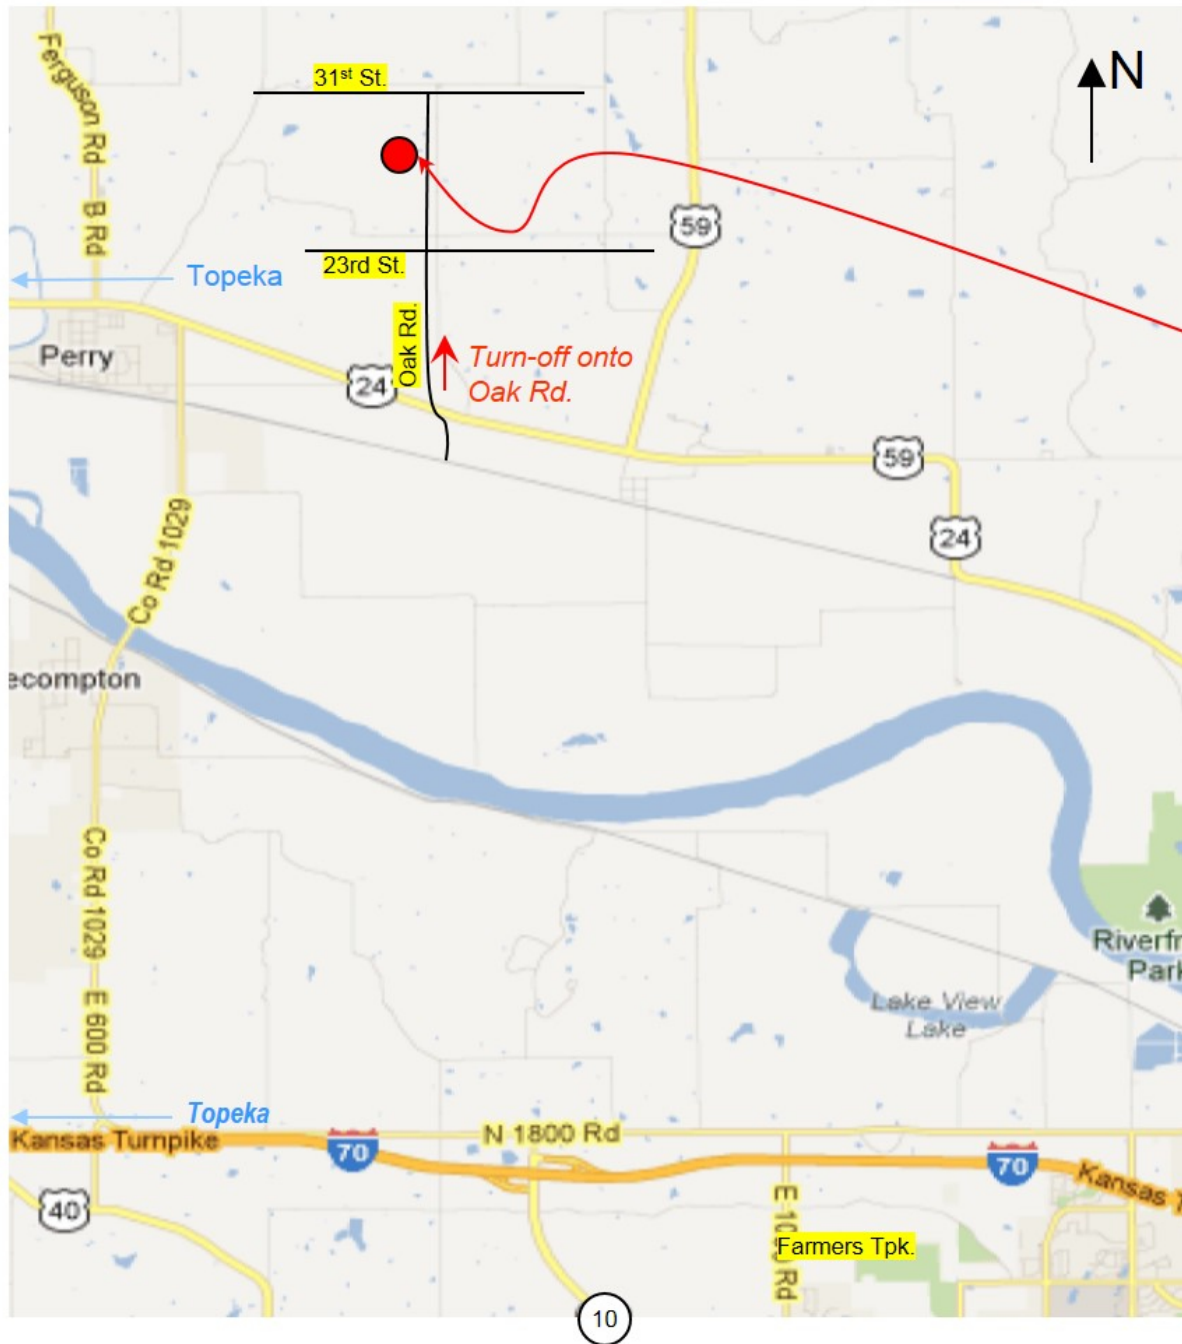 Ferguson Rd
B Rd
31st St.
N
59
23rd St.
Topeka
Oak Rd.
Perry
24
Turn-off onto
Oak Rd.
59
24
Co Rd 1029
ecompton
Co Rd 1029
E 600 Rd
Riverfr
Park
Lake View
Lake
Topeka
Kansas Turnpike
70
N 1800 Rd
70
Kansas T
40
Rd
Farmers Tpk.
10